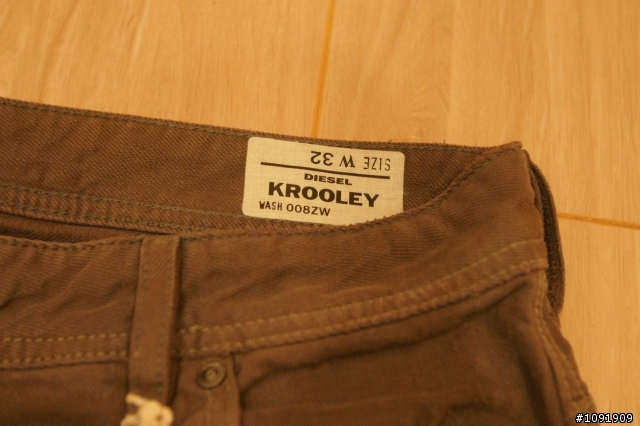 SIZE W 32
DIESEL
KROOLEY
WASH 008ZW
#1091909